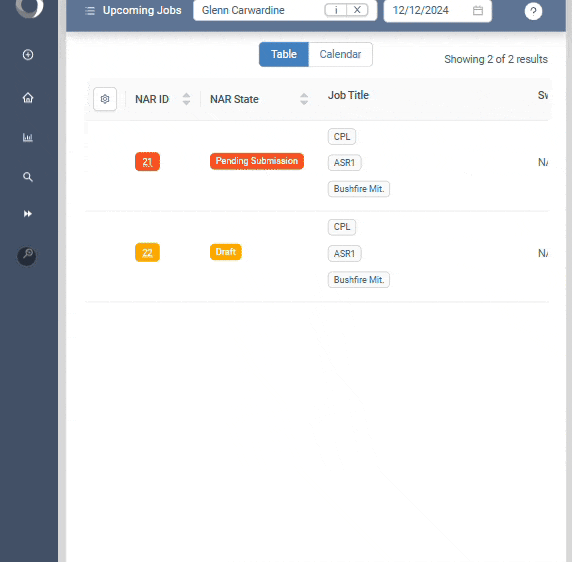 Upcoming Jobs Glenn Carwardine i X 12/12/2024 ?
Table Calendar Showing 2 of 2 results
NAR ID NAR State Job Title
CPL
21 Pending Submission ASR1
Bushfire Mit.
CPL
22 Draft ASR1
Bushfire Mit.